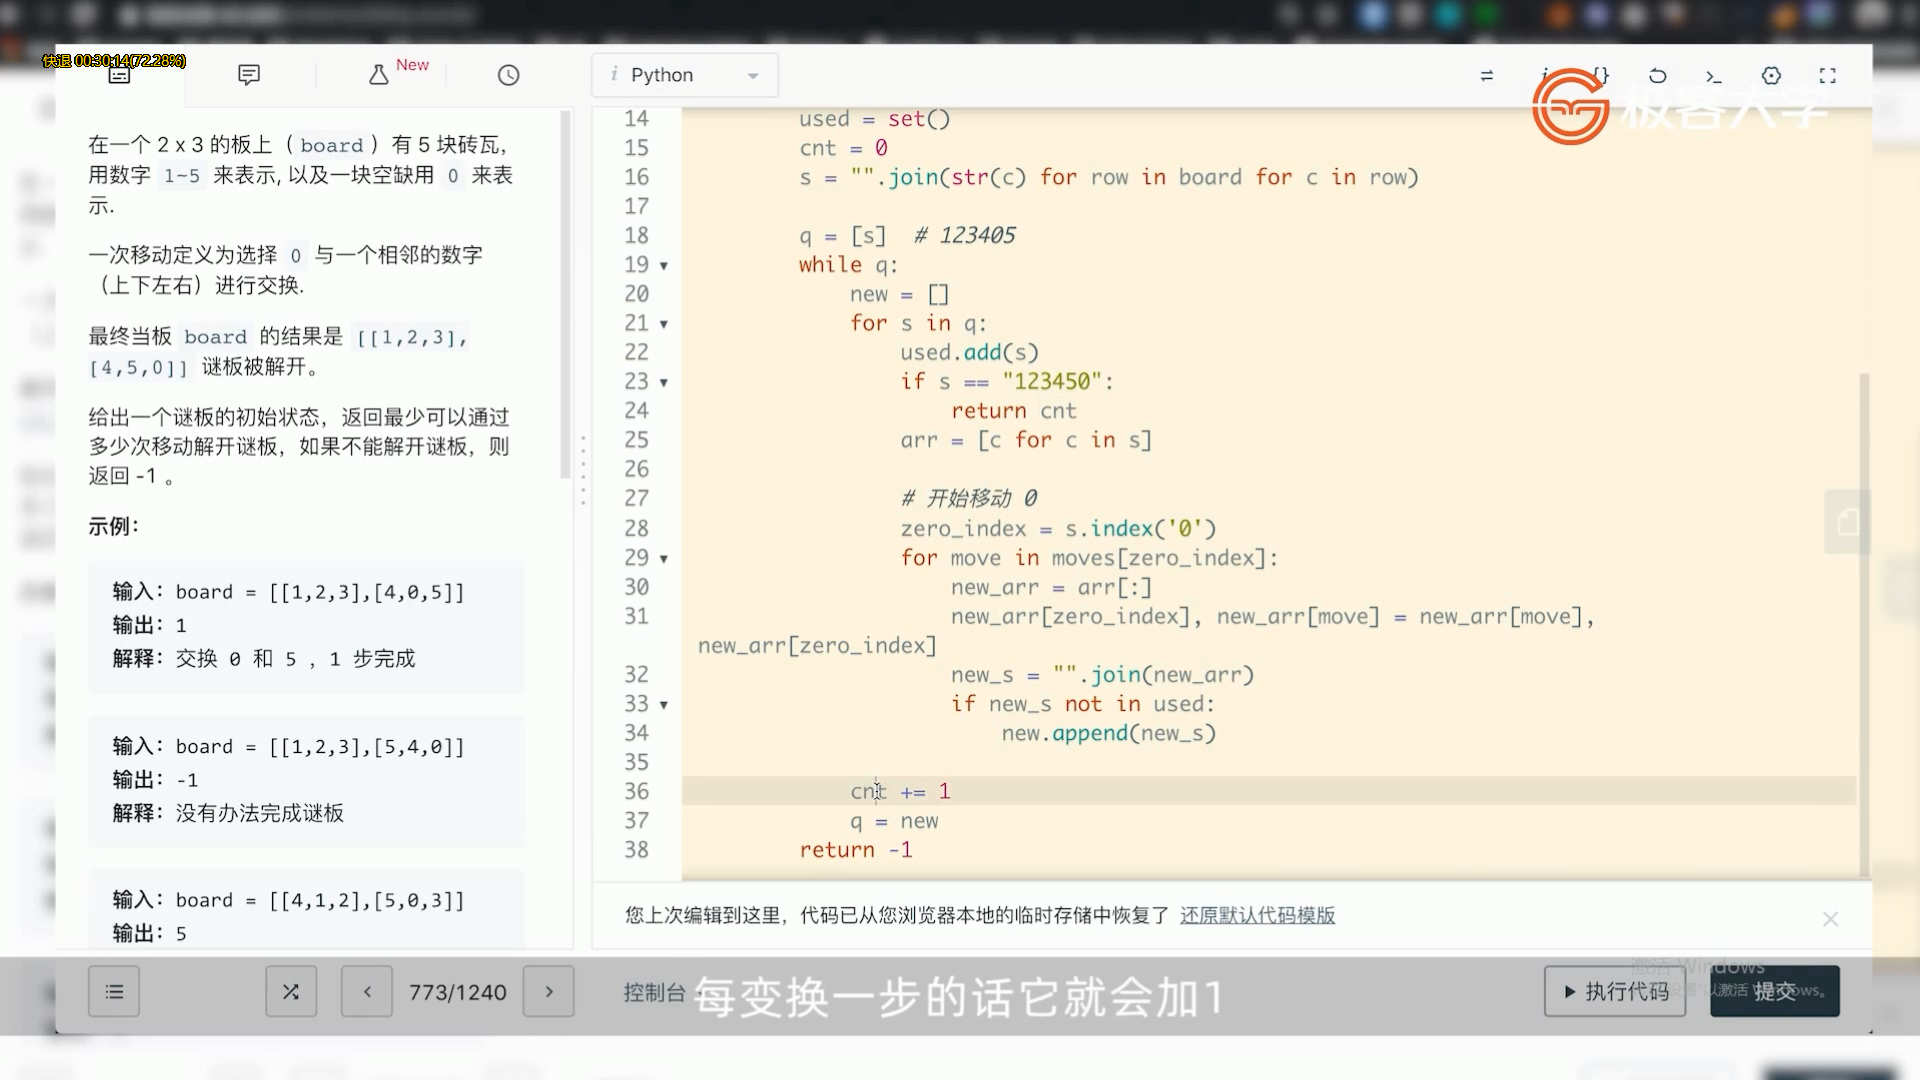 快退 00:30:14(72.28%)
New
i Python
极客大学
在一个 2 x 3 的板上（ board ）有 5 块砖瓦,
用数字 1~5 来表示, 以及一块空缺用 0 来表
示.
一次移动定义为选择 0 与一个相邻的数字
（上下左右）进行交换.
最终当板 board 的结果是 [[1,2,3],
[4,5,0]] 谜板被解开。
给出一个谜板的初始状态，返回最少可以通过
多少次移动解开谜板，如果不能解开谜板，则
返回 -1 。
示例：
输入：board = [[1,2,3],[4,0,5]]
输出：1
解释：交换 0 和 5 ，1 步完成
输入：board = [[1,2,3],[5,4,0]]
输出：-1
解释：没有办法完成谜板
输入：board = [[4,1,2],[5,0,3]]
输出：5
14 used = set()
15 cnt = 0
16 s = "".join(str(c) for row in board for c in row)
17
18 q = [s]  # 123405
19 while q:
20 new = []
21 for s in q:
22 used.add(s)
23 if s == "123450":
24 return cnt
25 arr = [c for c in s]
26
27 # 开始移动 0
28 zero_index = s.index('0')
29 for move in moves[zero_index]:
30 new_arr = arr[:]
31 new_arr[zero_index], new_arr[move] = new_arr[move],
new_arr[zero_index]
32 new_s = "".join(new_arr)
33 if new_s not in used:
34 new.append(new_s)
35
36 cnt += 1
37 q = new
38 return -1
您上次编辑到这里，代码已从您浏览器本地的临时存储中恢复了 还原默认代码模版
773/1240
控制台
每变换一步的话它就会加1
执行代码
提交
激活 Windows